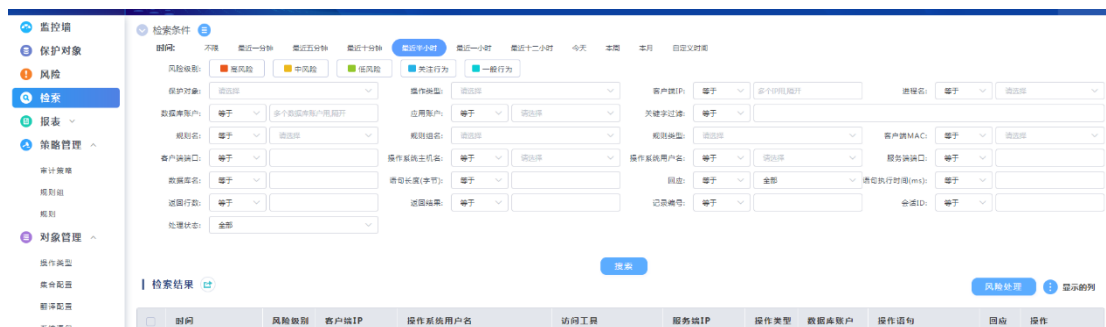 监控墙
保护对象
风险
检索
报表
策略管理
审计策略
规则组
规则
对象管理
操作类型
集合配置
翻译配置
检索条件
时间: 不限 最近一分钟 最近五分钟 最近十分钟 最近半小时 最近一小时 最近十二小时 今天 本周 本月 自定义时间
风险级别: 高风险 中风险 低风险 关注行为 一般行为
保护对象: 请选择 操作类型: 请选择 客户端IP: 等于 多个IP用,隔开 进程名: 等于 请选择
数据库账户: 等于 多个数据库账户用,隔开 应用账户: 等于 请选择 关键字过滤: 等于
规则名: 等于 请选择 规则组名: 请选择 规则类型: 请选择 客户端MAC: 等于 请选择
客户端端口: 等于 操作系统主机名: 等于 请选择 操作系统用户名: 等于 请选择 服务端端口: 等于
数据库名: 等于 语句长度(字节): 等于 回应: 等于 全部 语句执行时间(ms): 等于
返回行数: 等于 返回结果: 等于 记录编号: 等于 会话ID: 等于
处理状态: 全部
搜索
检索结果 风险处理 显示的列
时间 风险级别 客户端IP 操作系统用户名 访问工具 服务端IP 操作类型 数据库账户 操作语句 回应 操作